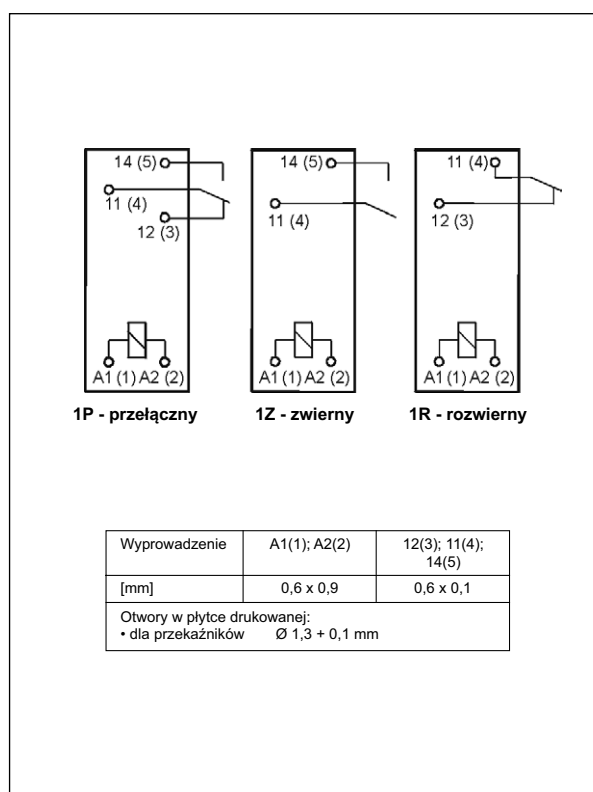 14 (5)
11 (4)
12 (3)
A1 (1) A2 (2)
1P - przełączny
14 (5)
11 (4)
A1 (1) A2 (2)
1Z - zwierny
11 (4)
12 (3)
A1 (1) A2 (2)
1R - rozwierny
Wyprowadzenie A1(1); A2(2) 12(3); 11(4);
14(5)
[mm] 0,6 x 0,9 0,6 x 0,1
Otwory w płytce drukowanej:
• dla przekaźników Ø 1,3 + 0,1 mm